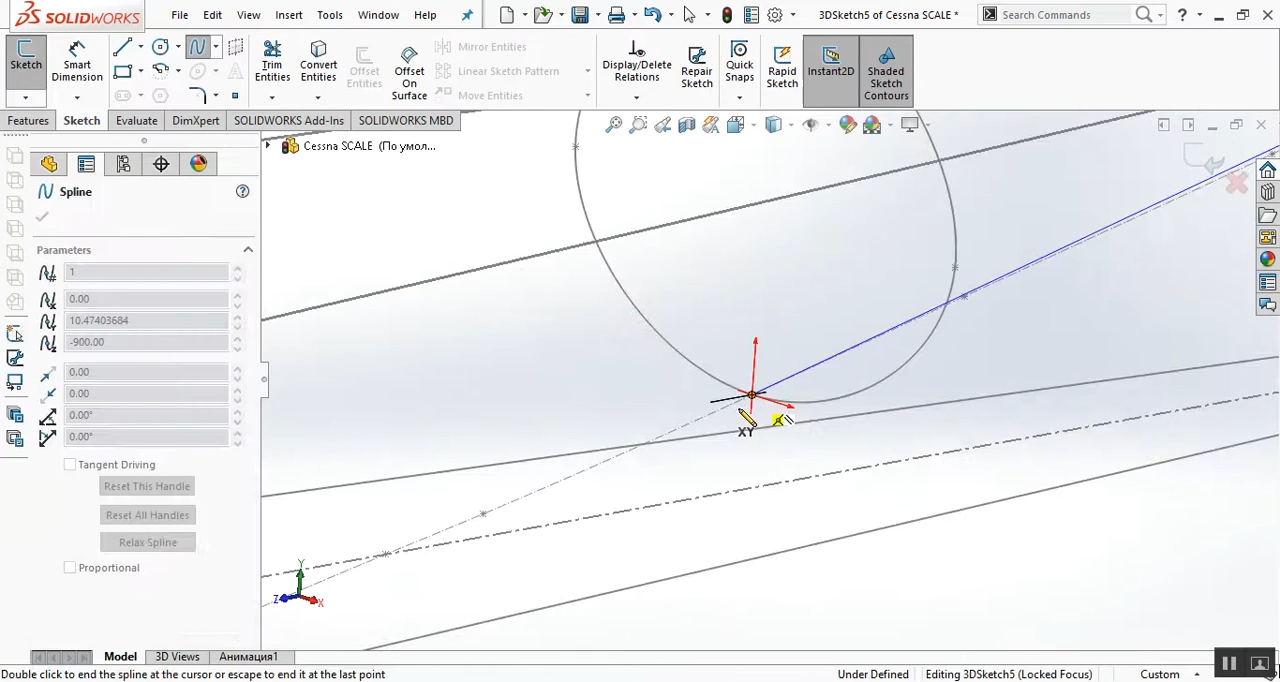 SOLIDWORKS
File Edit View Insert Tools Window Help
3DSketch5 of Cessna SCALE *
Search Commands
Sketch
Smart Dimension
Trim Entities
Convert Entities
Offset Entities
Offset On Surface
Mirror Entities
Linear Sketch Pattern
Move Entities
Display/Delete Relations
Repair Sketch
Quick Snaps
Rapid Sketch
Instant2D
Shaded Sketch Contours
Features Sketch Evaluate DimXpert SOLIDWORKS Add-Ins SOLIDWORKS MBD
Cessna SCALE (По умол...
Spline
Parameters
1
0.00
10.47403684
-900.00
0.00
0.00
0.00°
0.00°
Tangent Driving
Reset This Handle
Reset All Handles
Relax Spline
Proportional
XY
Y
Z
X
Model 3D Views Анимация1
Double click to end the spline at the cursor or escape to end it at the last point
Under Defined
Editing 3DSketch5 (Locked Focus)
Custom